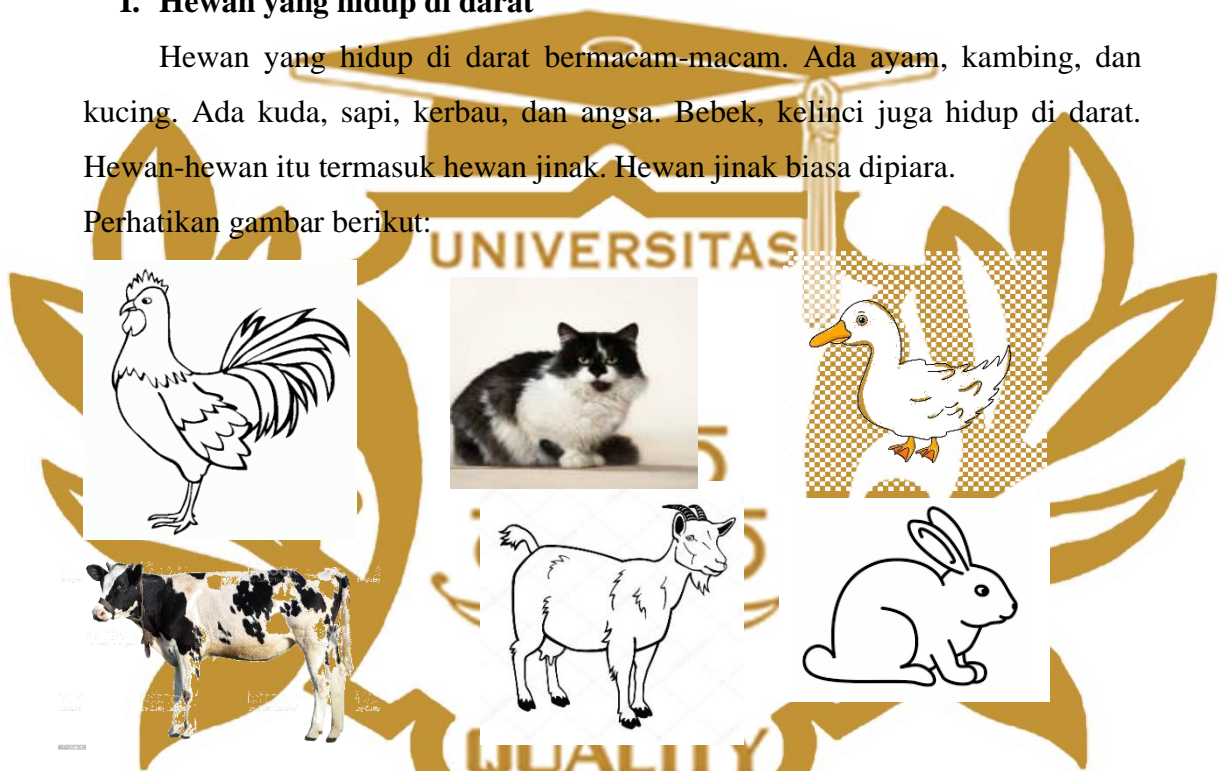 1. Hewan yang hidup di darat
Hewan yang hidup di darat bermacam-macam. Ada ayam, kambing, dan
kucing. Ada kuda, sapi, kerbau, dan angsa. Bebek, kelinci juga hidup di darat.
Hewan-hewan itu termasuk hewan jinak. Hewan jinak biasa dipiara.
Perhatikan gambar berikut:
UNIVERSITAS
QUALITY